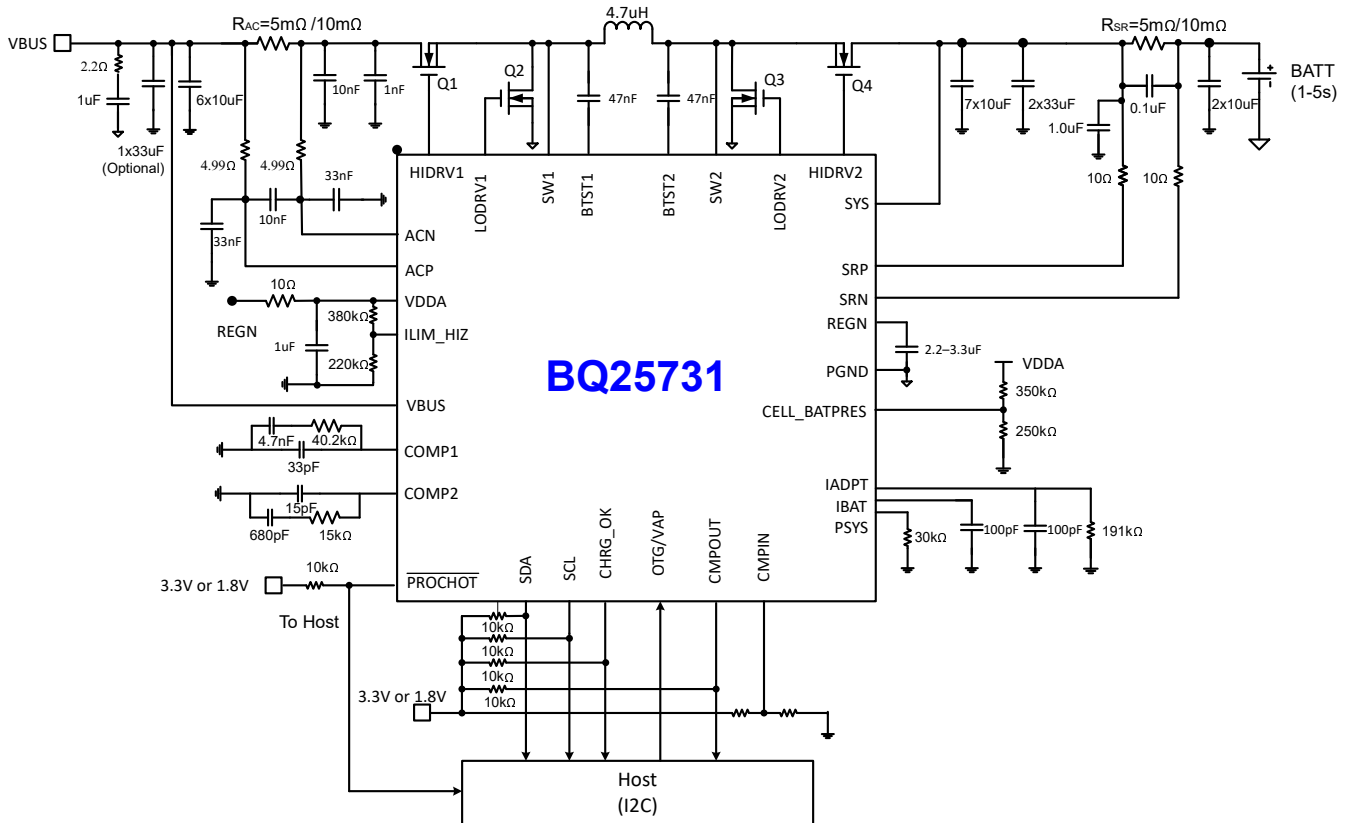 4.7uH
RAC=5mΩ /10mΩ
RSR=5mΩ/10mΩ
VBUS
2.2Ω
1uF
6x10uF
10nF
1nF
Q1
Q2
47nF
47nF
Q3
Q4
7x10uF
2x33uF
1.0uF
0.1uF
2x10uF
BATT
(1-5s)
1x33uF
(Optional)
4.99Ω
4.99Ω
33nF
10nF
33nF
10Ω
10Ω
HIDRV1
LODRV1
SW1
BTST1
BTST2
SW2
LODRV2
HIDRV2
SYS
ACN
ACP
SRP
SRN
10Ω
REGN
VDDA
380kΩ
ILIM_HIZ
1uF
220kΩ
REGN
2.2–3.3uF
PGND
VDDA
350kΩ
BQ25731
VBUS
CELL_BATPRES
250kΩ
4.7nF
40.2kΩ
33pF
COMP1
15pF
COMP2
680pF
15kΩ
IADPT
IBAT
PSYS
30kΩ
100pF
100pF
191kΩ
3.3V or 1.8V
10kΩ
PROCHOT
SDA
SCL
CHRG_OK
OTG/VAP
CMPOUT
CMPIN
To Host
10kΩ
10kΩ
10kΩ
10kΩ
3.3V or 1.8V
Host
(I2C)